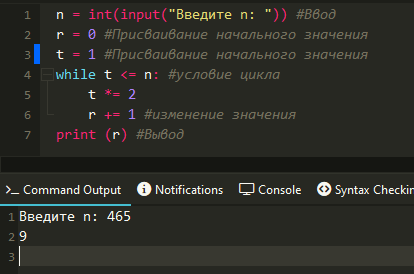 1 n = int(input("Введите n: ")) #Ввод
2 r = 0 #Присваивание начального значения
3 t = 1 #Присваивание начального значения
4 while t <= n: #условие цикла
5 t *= 2
6 r += 1 #изменение значения
7 print (r) #Вывод
Command Output Notifications Console Syntax Checkin
1 Введите n: 465
2 9
3